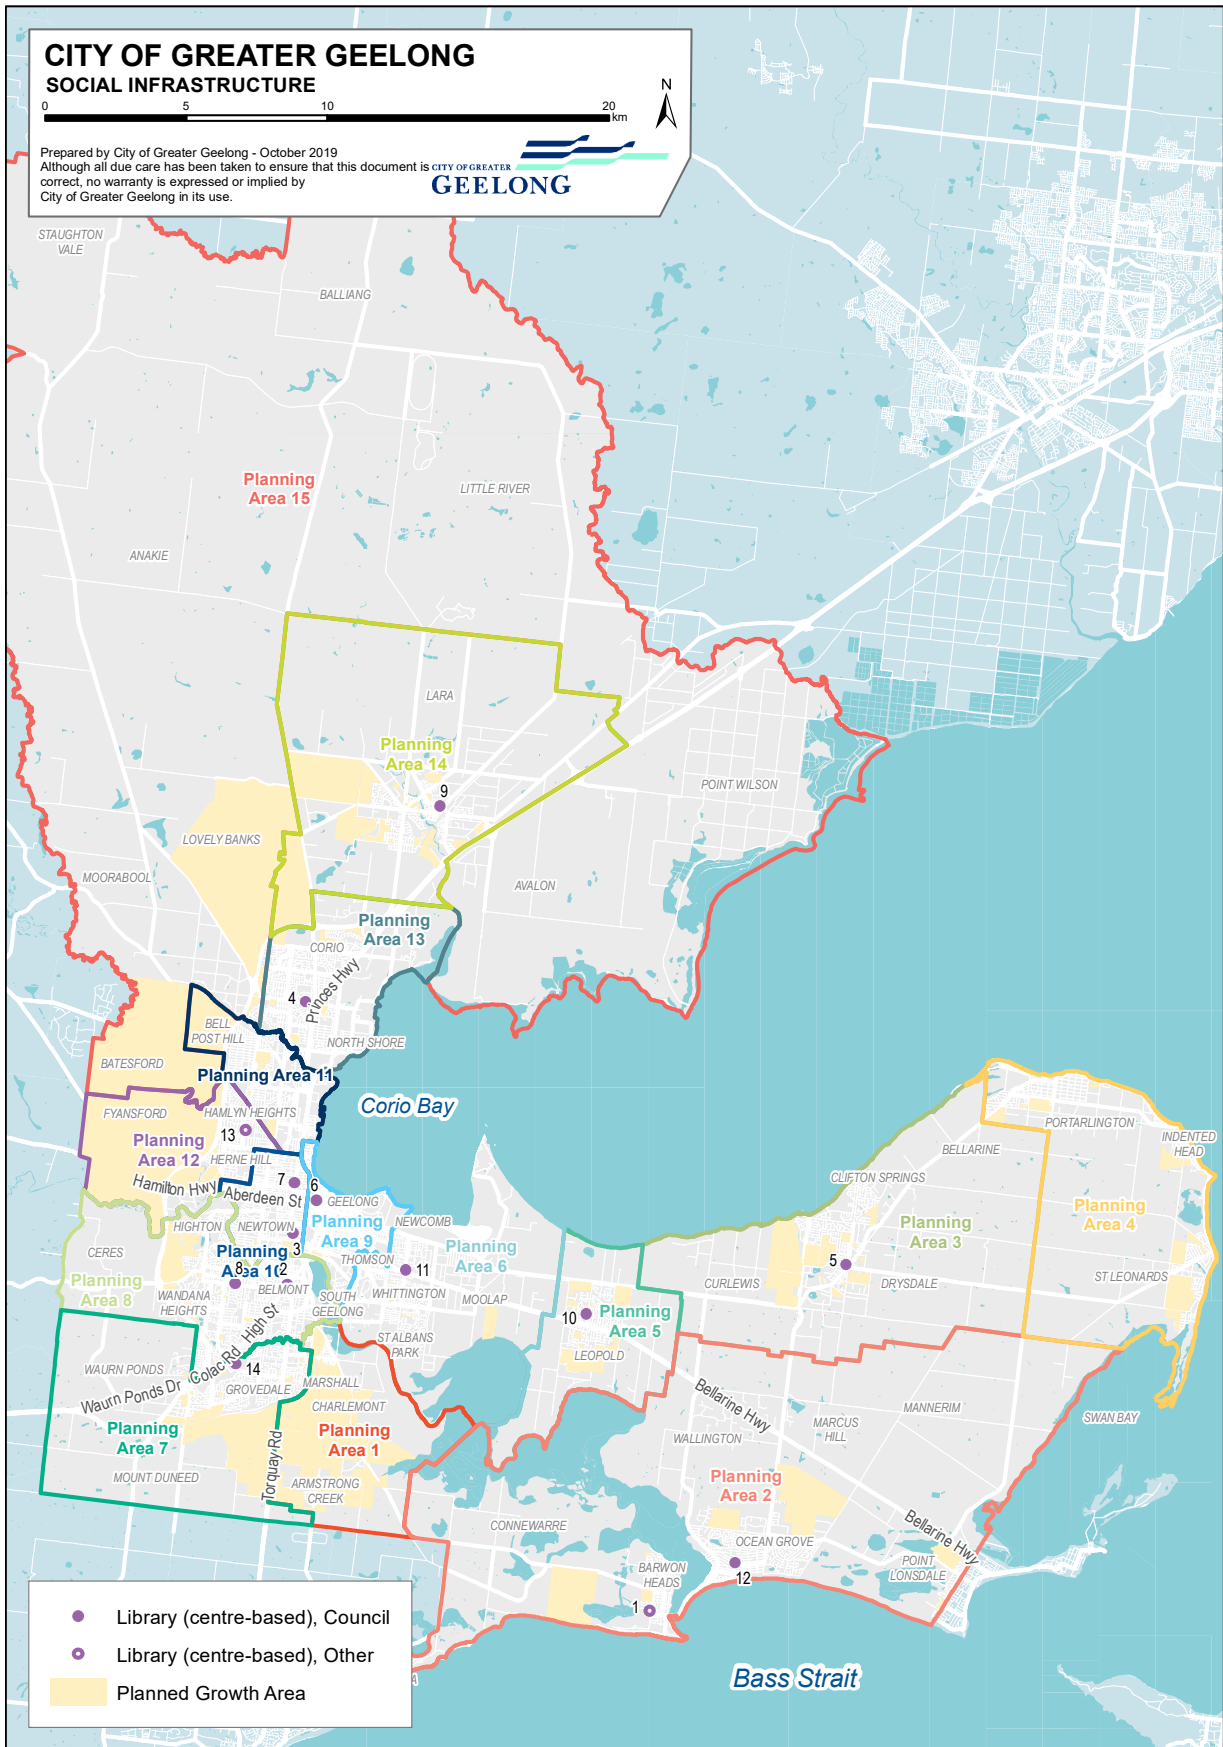 CITY OF GREATER GEELONG
SOCIAL INFRASTRUCTURE
0 5 10 20
km
N
Prepared by City of Greater Geelong - October 2019
Although all due care has been taken to ensure that this document is
correct, no warranty is expressed or implied by
City of Greater Geelong in its use.
CITY OF GREATER
GEELONG
STAUGHTON
VALE
BALLIANG
Planning
Area 15
LITTLE RIVER
ANAKIE
LARA
Planning
Area 14
9
POINT WILSON
LOVELY BANKS
MOORABOOL
AVALON
Planning
Area 13
CORIO
Princes Hwy
4
BELL
POST HILL
NORTH SHORE
BATESFORD
Planning Area 11
Corio Bay
FYANSFORD
HAMLYN HEIGHTS
13
Planning
Area 12
HERNE HILL
Hamilton Hwy
Aberdeen St
7
6
GEELONG
HIGHTON
NEWTOWN
Planning
Area 9
NEWCOMB
3
CERES
Planning
Area 10
THOMSON
Planning
Area 6
8
2
11
Planning
Area 8
WANDANA
HEIGHTS
BELMONT
SOUTH
GEELONG
WHITTINGTON
MOOLAP
High St
ST ALBANS
PARK
10
Planning
Area 5
LEOPOLD
PORTARLINGTON
INDENTED
HEAD
BELLARINE
CLIFTON SPRINGS
Planning
Area 4
Planning
Area 3
5
CURLEWIS
DRYSDALE
ST LEONARDS
WAURN PONDS
Colac Rd
14
Waurn Ponds Dr
GROVEDALE
MARSHALL
CHARLEMONT
Planning
Area 7
Planning
Area 1
Torquay Rd
MOUNT DUNEED
ARMSTRONG
CREEK
Bellarine Hwy
WALLINGTON
MARCUS
HILL
MANNERIM
SWAN BAY
Planning
Area 2
CONNEWARRE
OCEAN GROVE
Bellarine Hwy
BARWON
HEADS
12
POINT
LONSDALE
1
Bass Strait
Library (centre-based), Council
Library (centre-based), Other
Planned Growth Area